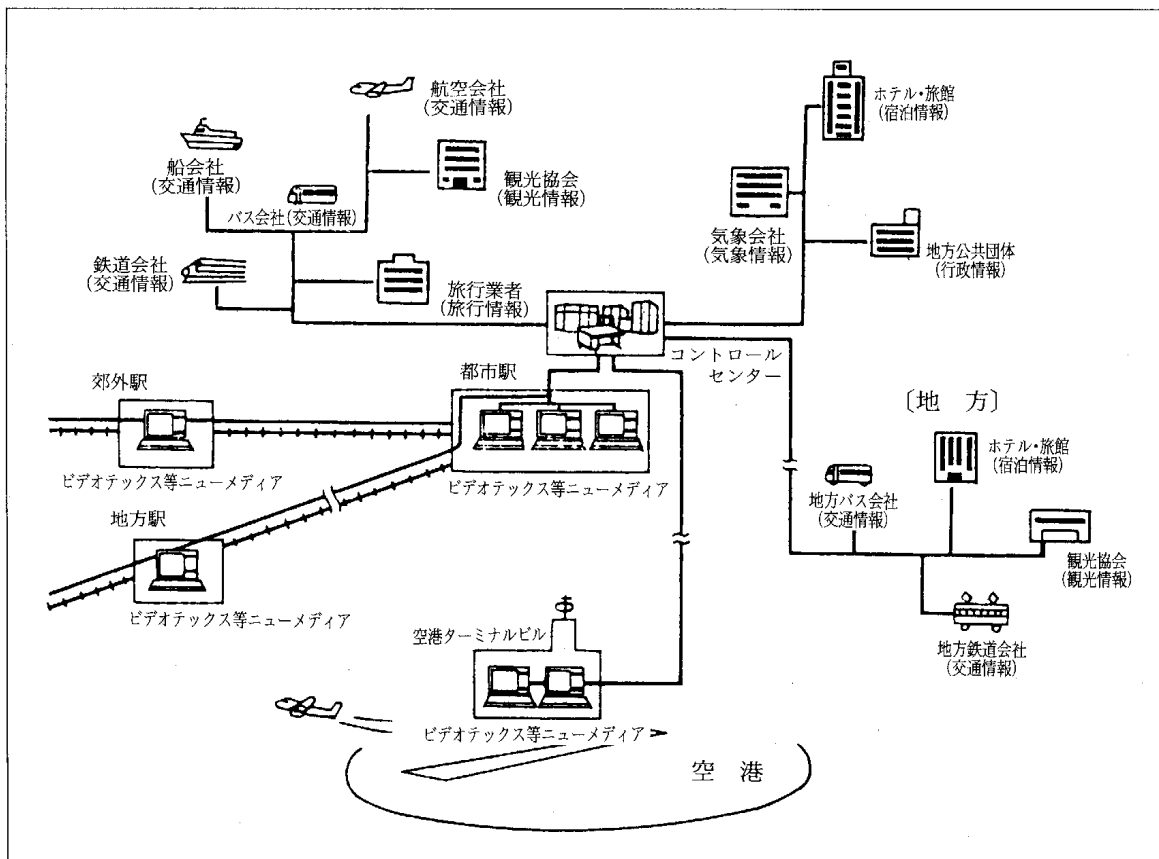 航空会社
(交通情報)
船会社
(交通情報)
バス会社(交通情報)
観光協会
(観光情報)
鉄道会社
(交通情報)
旅行業者
(旅行情報)
ホテル・旅館
(宿泊情報)
気象会社
(気象情報)
地方公共団体
(行政情報)
コントロール
センター
郊外駅
都市駅
ビデオテックス等ニューメディア
ビデオテックス等ニューメディア
地方駅
ビデオテックス等ニューメディア
〔地 方〕
ホテル・旅館
(宿泊情報)
地方バス会社
(交通情報)
観光協会
(観光情報)
地方鉄道会社
(交通情報)
空港ターミナルビル
ビデオテックス等ニューメディア
空 港